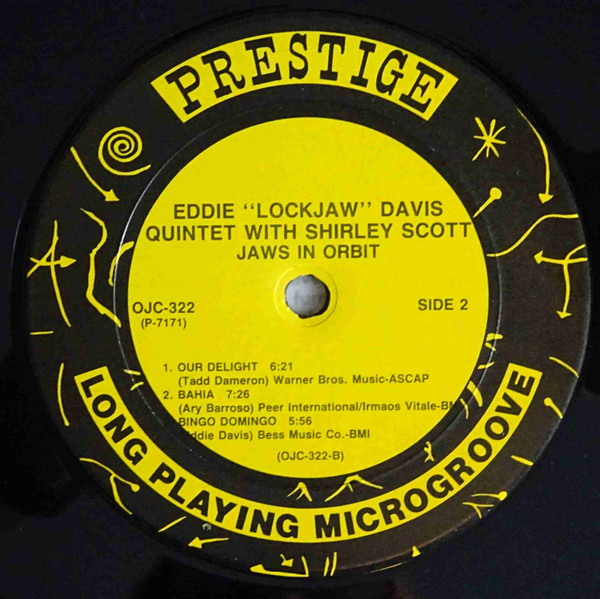 PRESTIGE
EDDIE "LOCKJAW" DAVIS
QUINTET WITH SHIRLEY SCOTT
JAWS IN ORBIT
OJC-322
(P-7171)
SIDE 2
1. OUR DELIGHT 6:21
(Tadd Dameron) Warner Bros. Music-ASCAP
2. BAHIA 7:26
(Ary Barroso) Peer International/Irmaos Vitale-BM
BINGO DOMINGO 5:56
ddie Davis) Bess Music Co.-BMI
(OJC-322-B)
LONG PLAYING MICROGROOVE